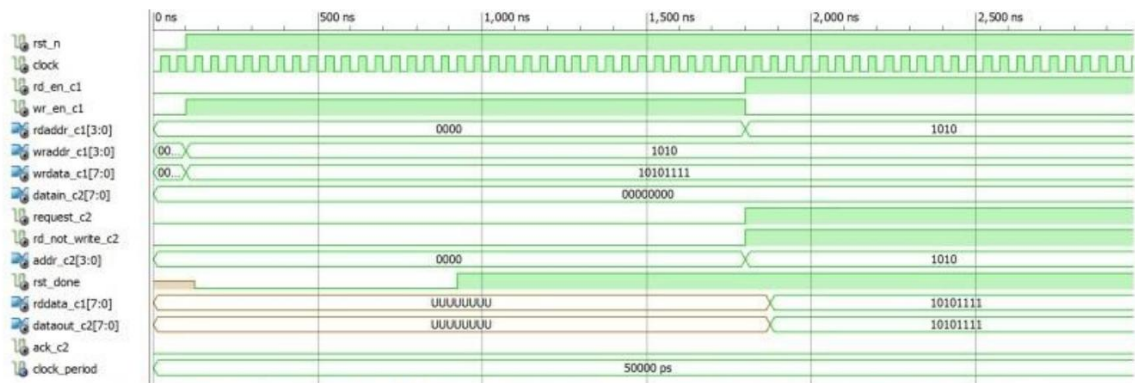 0 ns 500 ns 1,000 ns 1,500 ns 2,000 ns 2,500 ns
rst_n
clock
rd_en_c1
wr_en_c1
rdaddr_c1[3:0] 0000 1010
wraddr_c1[3:0] 00... 1010
wrdata_c1[7:0] 00... 10101111
datain_c2[7:0] 00000000
request_c2
rd_not_write_c2
addr_c2[3:0] 0000 1010
rst_done
rddata_c1[7:0] UUUUUUUU 10101111
dataout_c2[7:0] UUUUUUUU 10101111
ack_c2
clock_period 50000 ps